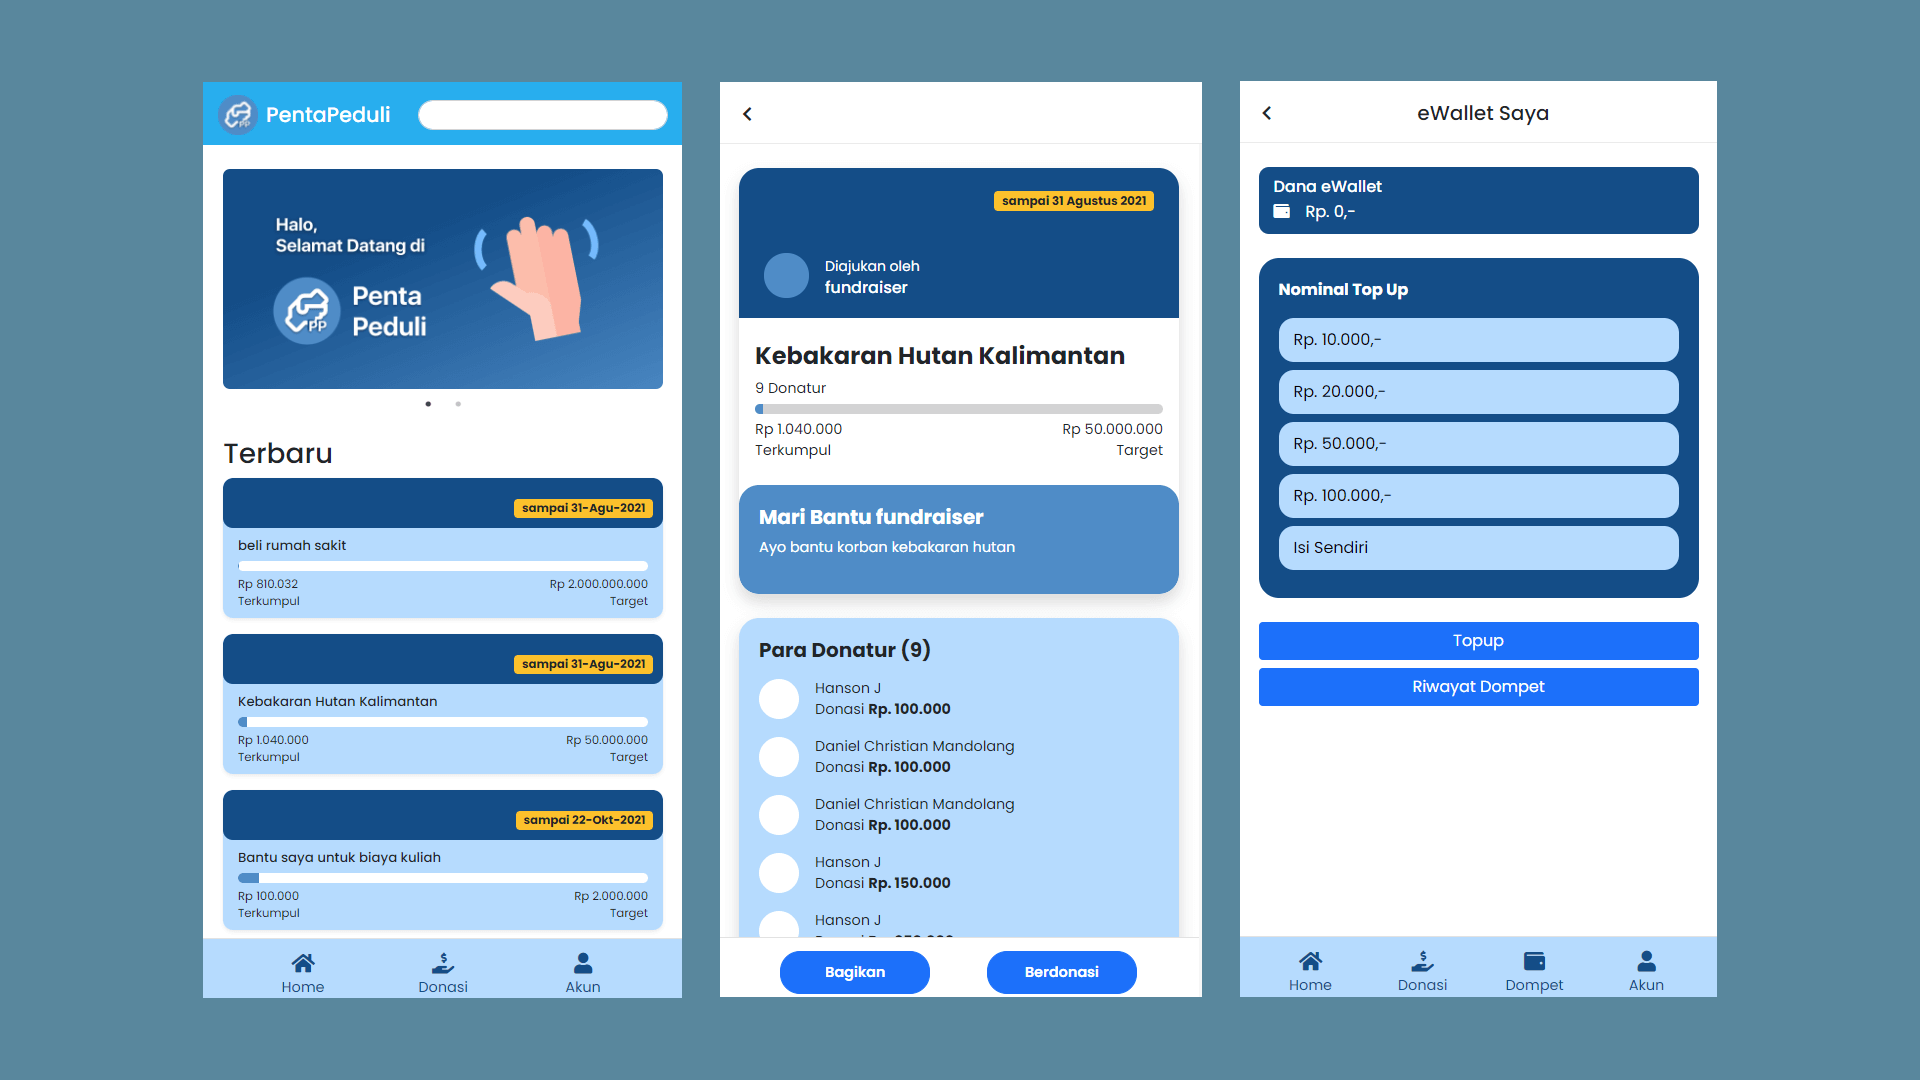 PP
PentaPeduli
Halo,
Selamat Datang di
PP
Penta
Peduli
Terbaru
sampai 31-Agu-2021
beli rumah sakit
Rp 810.032 Rp 2.000.000.000
Terkumpul Target
sampai 31-Agu-2021
Kebakaran Hutan Kalimantan
Rp 1.040.000 Rp 50.000.000
Terkumpul Target
sampai 22-Okt-2021
Bantu saya untuk biaya kuliah
Rp 100.000 Rp 2.000.000
Terkumpul Target
Home Donasi Akun
sampai 31 Agustus 2021
Diajukan oleh
fundraiser
Kebakaran Hutan Kalimantan
9 Donatur
Rp 1.040.000 Rp 50.000.000
Terkumpul Target
Mari Bantu fundraiser
Ayo bantu korban kebakaran hutan
Para Donatur (9)
Hanson J
Donasi Rp. 100.000
Daniel Christian Mandolang
Donasi Rp. 100.000
Daniel Christian Mandolang
Donasi Rp. 100.000
Hanson J
Donasi Rp. 150.000
Hanson J
Bagikan Berdonasi
eWallet Saya
Dana eWallet
Rp. 0,-
Nominal Top Up
Rp. 10.000,-
Rp. 20.000,-
Rp. 50.000,-
Rp. 100.000,-
Isi Sendiri
Topup
Riwayat Dompet
Home Donasi Dompet Akun